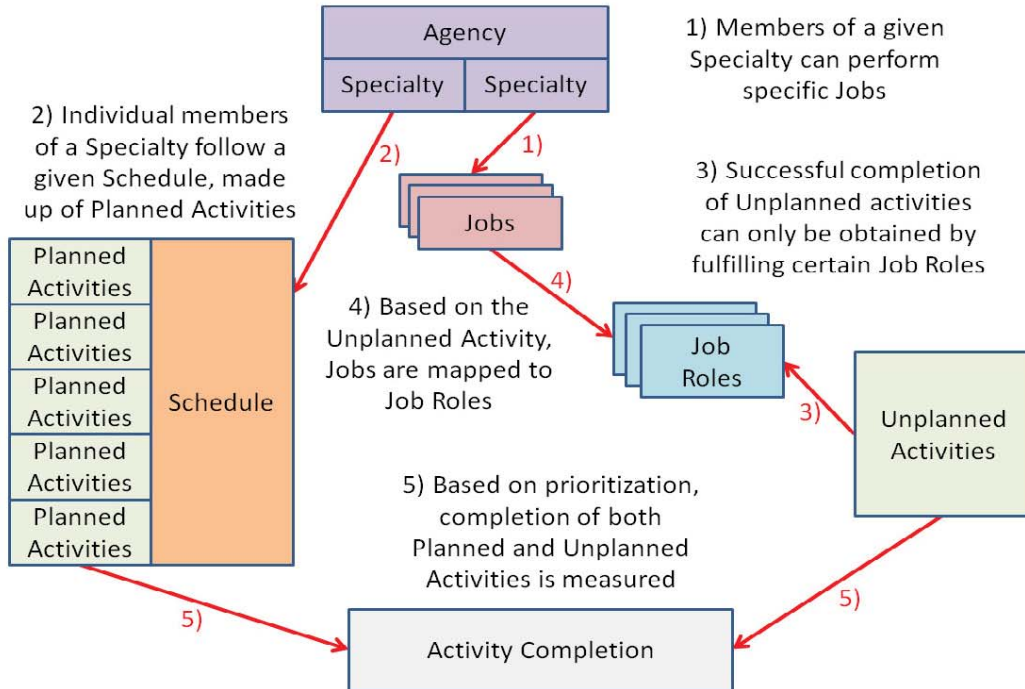 Agency
Specialty
Specialty
1) Members of a given
Specialty can perform
specific Jobs
2) Individual members
of a Specialty follow a
given Schedule, made
up of Planned Activities
2)
1)
Jobs
3) Successful completion
of Unplanned activities
can only be obtained by
fulfilling certain Job Roles
Planned
Activities
Planned
Activities
Planned
Activities
Planned
Activities
Planned
Activities
Schedule
4) Based on the
Unplanned Activity,
Jobs are mapped to
Job Roles
4)
Job
Roles
3)
Unplanned
Activities
5) Based on prioritization,
completion of both
Planned and Unplanned
Activities is measured
5)
5)
Activity Completion